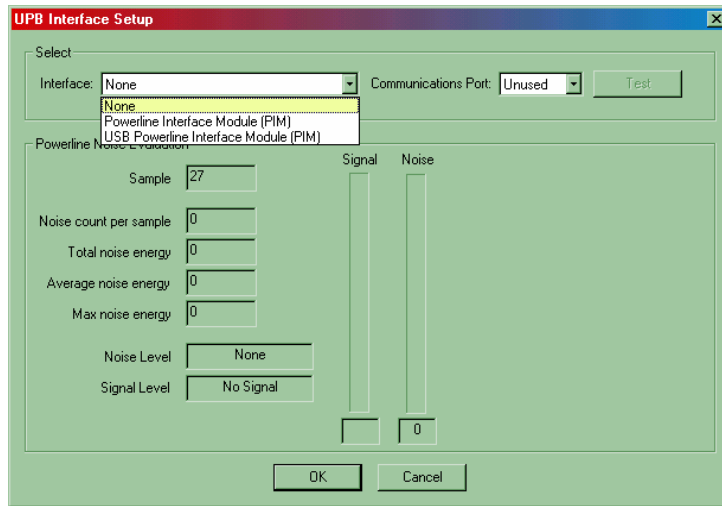 UPB Interface Setup
Select
Interface: None Communications Port: Unused Test
None
Powerline Interface Module (PIM)
USB Powerline Interface Module (PIM)
Powerline Noise Evaluation
Signal Noise
Sample 27
Noise count per sample 0
Total noise energy 0
Average noise energy 0
Max noise energy 0
Noise Level None
Signal Level No Signal
0
OK Cancel